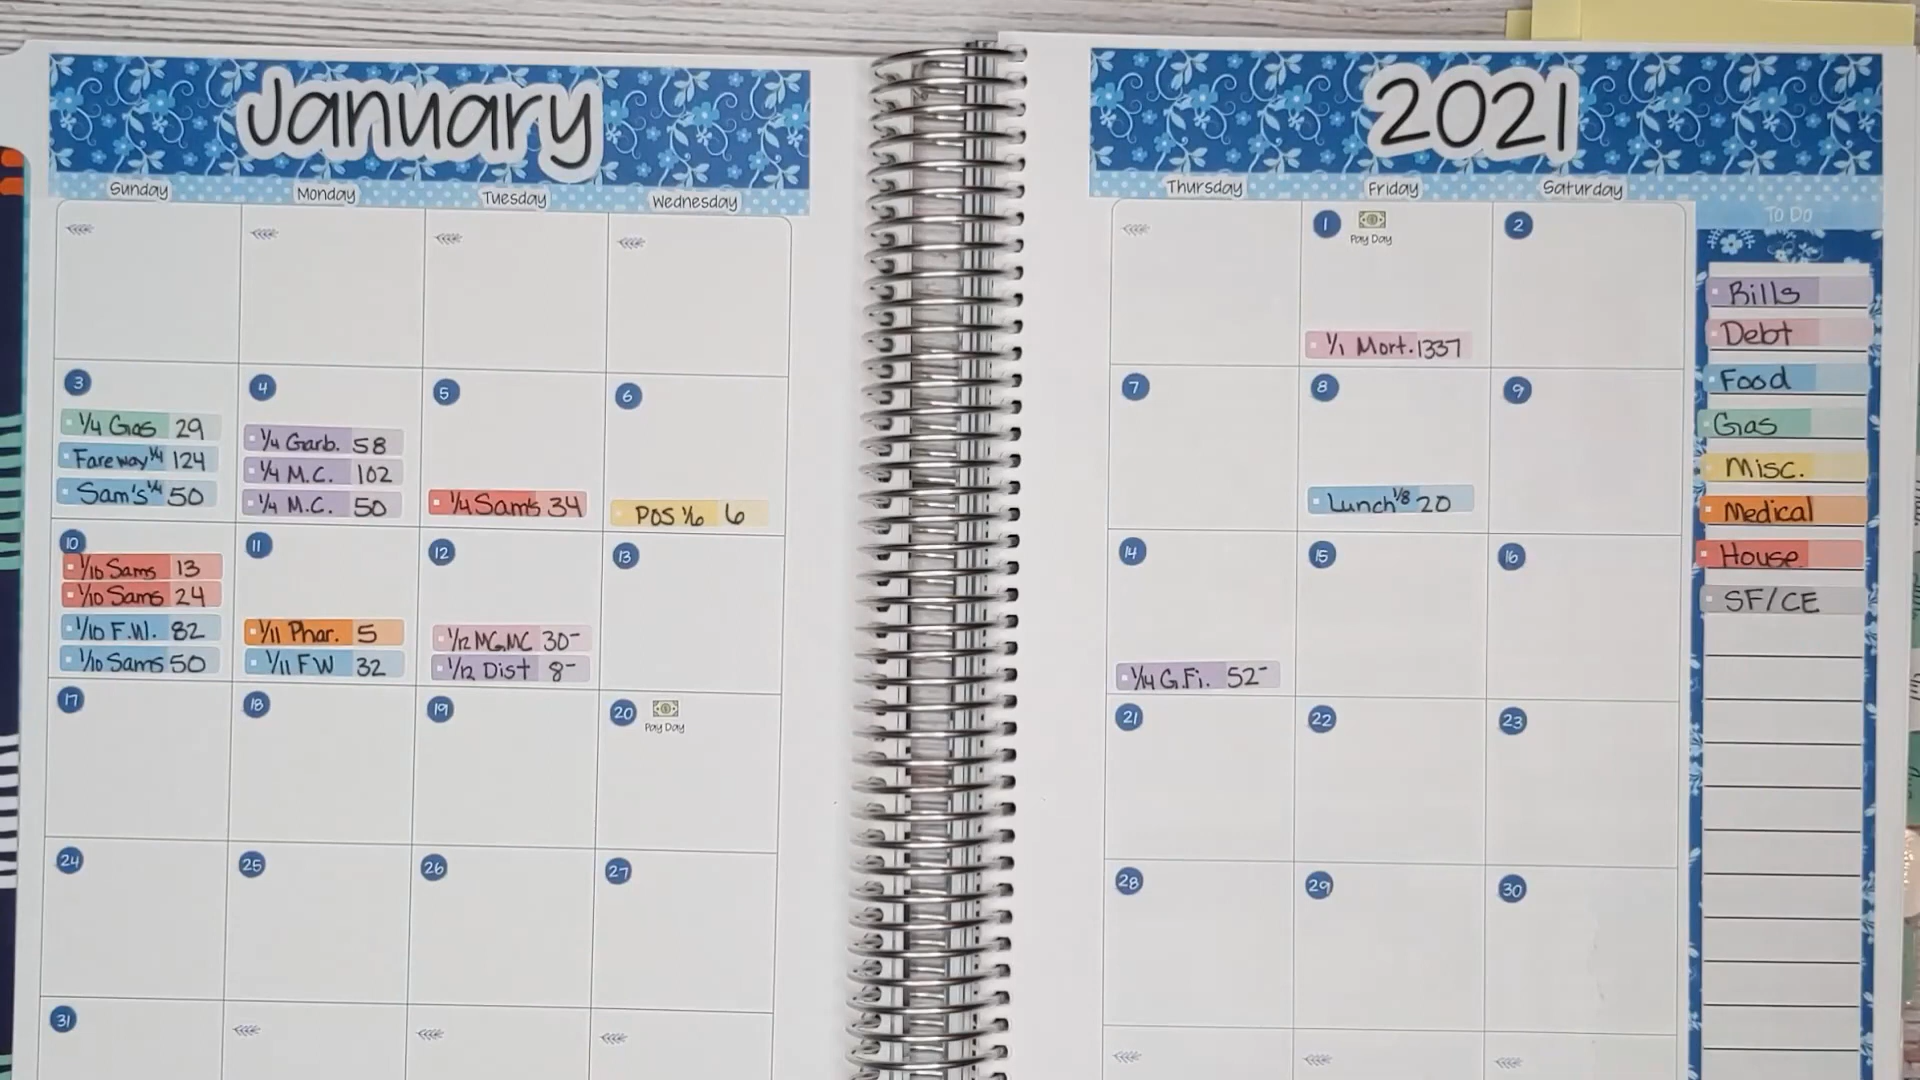 January
2021
Sunday
Monday
Tuesday
Wednesday
Thursday
Friday
Saturday
To Do
1
Pay Day
1/1 Mort. 1337
2
3
1/4 Gas 29
Fareway 1/4 124
Sam's 1/4 50
4
1/4 Garb. 58
1/4 M.C. 102
1/4 M.C. 50
5
1/4 Sam's 34
6
POS 1/6 6
7
8
Lunch 1/8 20
9
10
1/10 Sams 13
1/10 Sams 24
1/10 F.W. 82
1/10 Sams 50
11
1/11 Phar. 5
1/11 FW 32
12
1/12 MG.MC 30-
1/12 Dist 8-
13
14
1/14 G.Fi. 52-
15
16
17
18
19
20
Pay Day
21
22
23
24
25
26
27
28
29
30
31
Bills
Debt
Food
Gas
Misc.
Medical
House
SF/CE